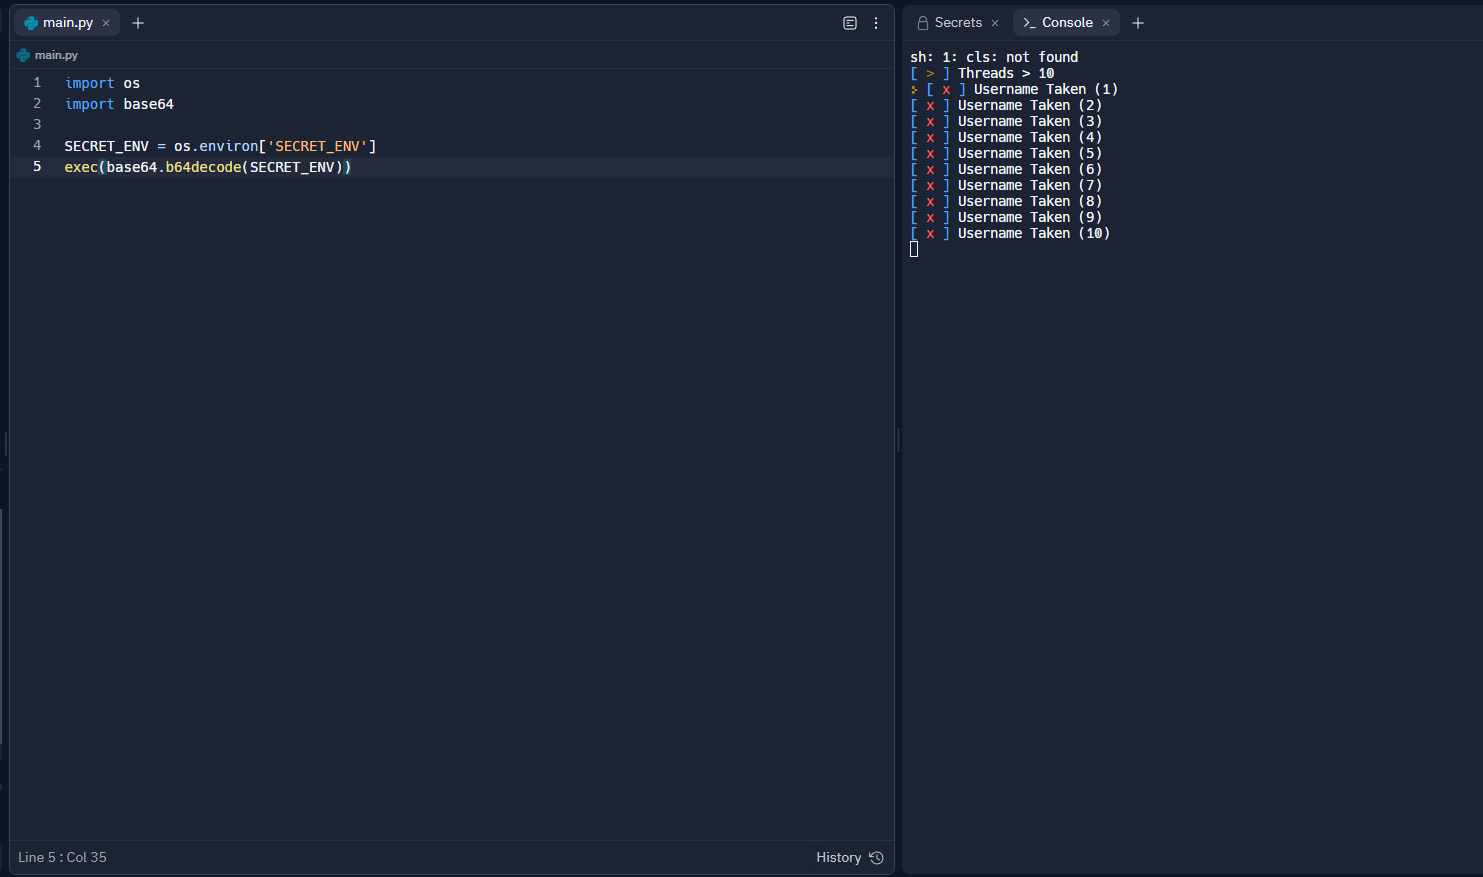 main.py × +
main.py
1 import os
2 import base64
3
4 SECRET_ENV = os.environ['SECRET_ENV']
5 exec(base64.b64decode(SECRET_ENV))
Line 5 : Col 35
History
Secrets × >_ Console × +
sh: 1: cls: not found
[ > ] Threads > 10
[ x ] Username Taken (1)
[ x ] Username Taken (2)
[ x ] Username Taken (3)
[ x ] Username Taken (4)
[ x ] Username Taken (5)
[ x ] Username Taken (6)
[ x ] Username Taken (7)
[ x ] Username Taken (8)
[ x ] Username Taken (9)
[ x ] Username Taken (10)